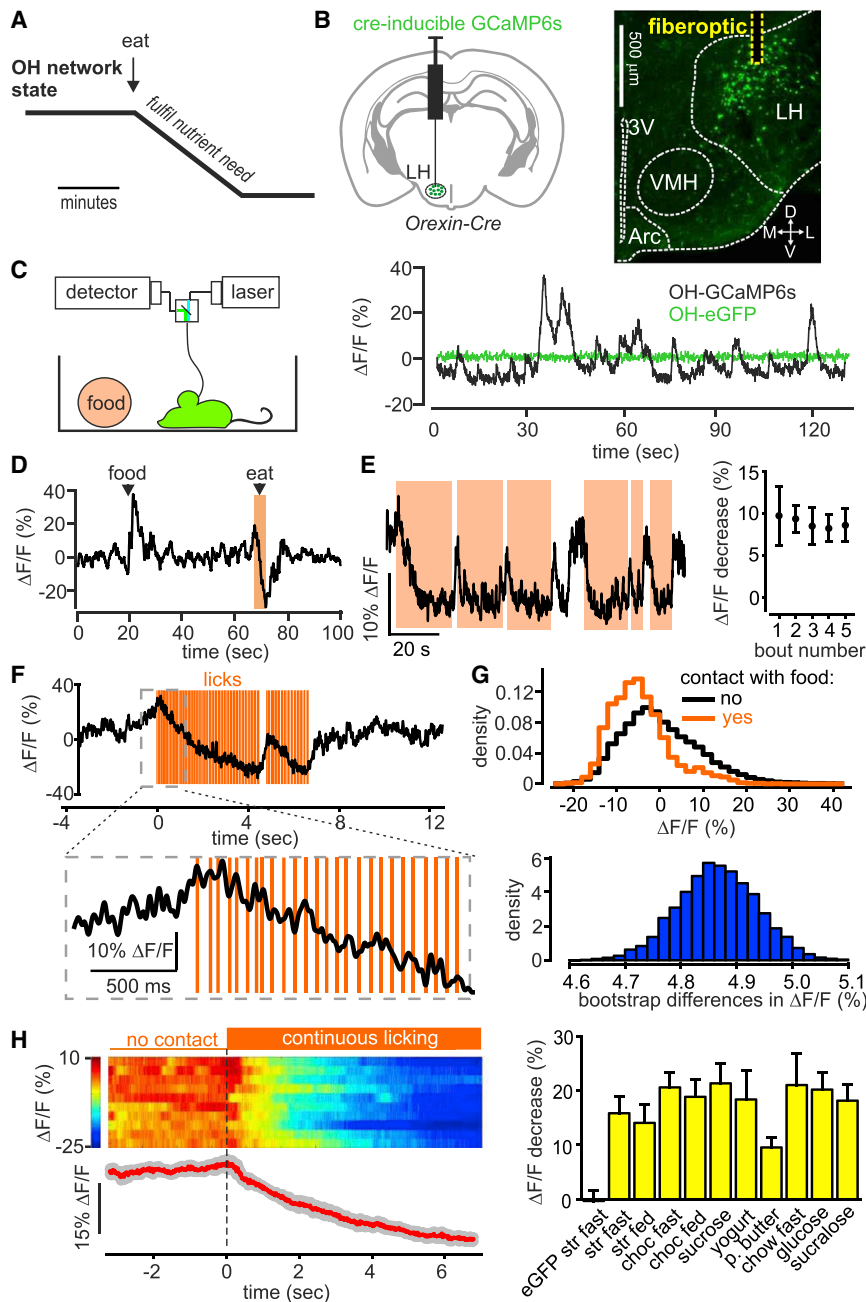 A
eat
OH network
state
fulfil nutrient need
minutes
B
cre-inducible GCaMP6s
LH
Orexin-Cre
fiberoptic
500 µm
3V
LH
VMH
Arc
D
M
L
V
C
detector
laser
food
ΔF/F (%)
40
20
0
-20
OH-GCaMP6s
OH-eGFP
0 30 60 90 120
time (sec)
D
food
eat
ΔF/F (%)
40
20
0
-20
0 20 40 60 80 100
time (sec)
E
10% ΔF/F
20 s
ΔF/F decrease (%)
15
10
5
0
1 2 3 4 5
bout number
F
licks
ΔF/F (%)
40
0
-40
-4 0 4 8 12
time (sec)
10% ΔF/F
500 ms
G
contact with food:
no
yes
density
0.12
0.08
0.04
0
-20 -10 0 10 20 30 40
ΔF/F (%)
density
6
4
2
0
4.6 4.7 4.8 4.9 5.0 5.1
bootstrap differences in ΔF/F (%)
H
no contact
continuous licking
ΔF/F (%)
10
-25
15% ΔF/F
-2 0 2 4 6
time (sec)
ΔF/F decrease (%)
30
20
10
0
eGFP str fast
str fast
str fed
choc fast
choc fed
sucrose
yogurt
p. butter
chow fast
glucose
sucralose